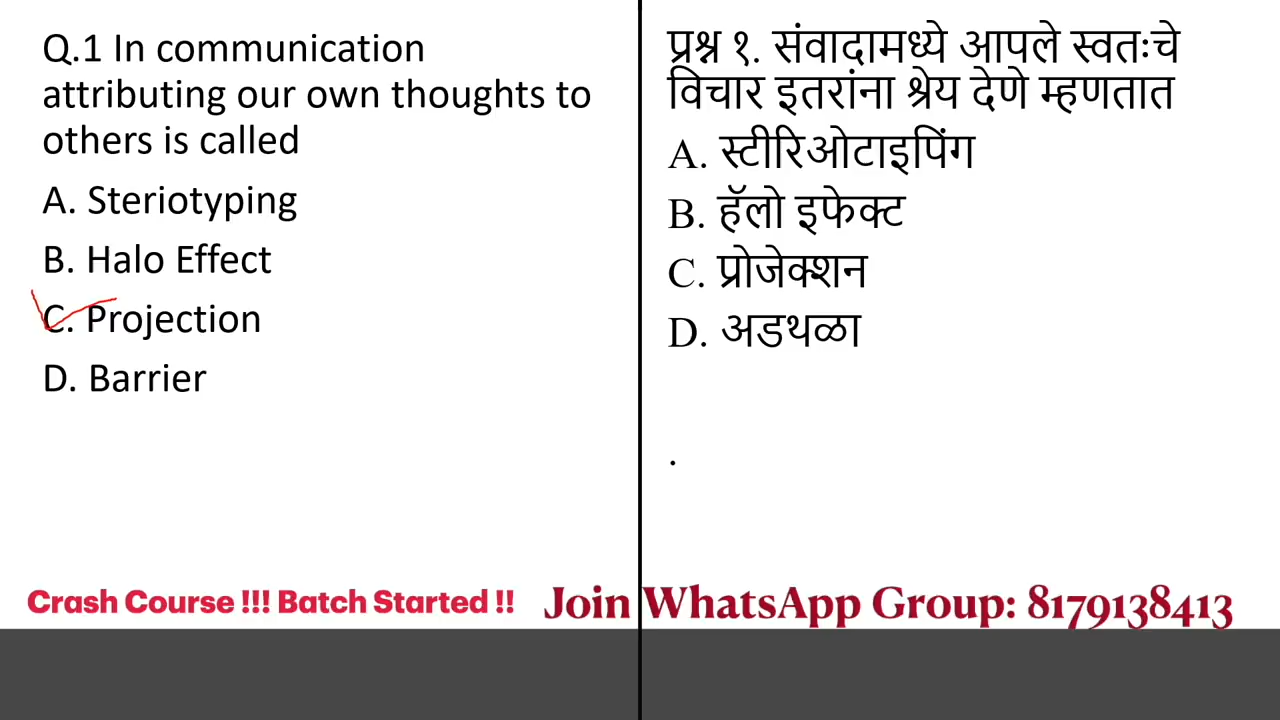 Q.1 In communication
attributing our own thoughts to
others is called
A. Steriotyping
B. Halo Effect
C. Projection
D. Barrier
प्रश्न १. संवादामध्ये आपले स्वतःचे
विचार इतरांना श्रेय देणे म्हणतात
A. स्टीरिओटाइपिंग
B. हॅलो इफेक्ट
C. प्रोजेक्शन
D. अडथळा
.
Crash Course !!! Batch Started !!
Join WhatsApp Group: 8179138413